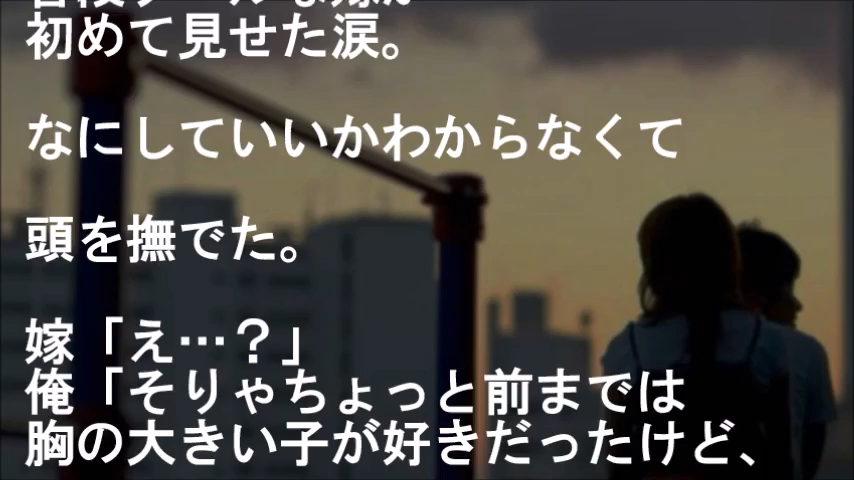 初めて見せた涙。
なにしていいかわからなくて
頭を撫でた。
嫁「え…？」
俺「そりゃちょっと前までは
胸の大きい子が好きだったけど、